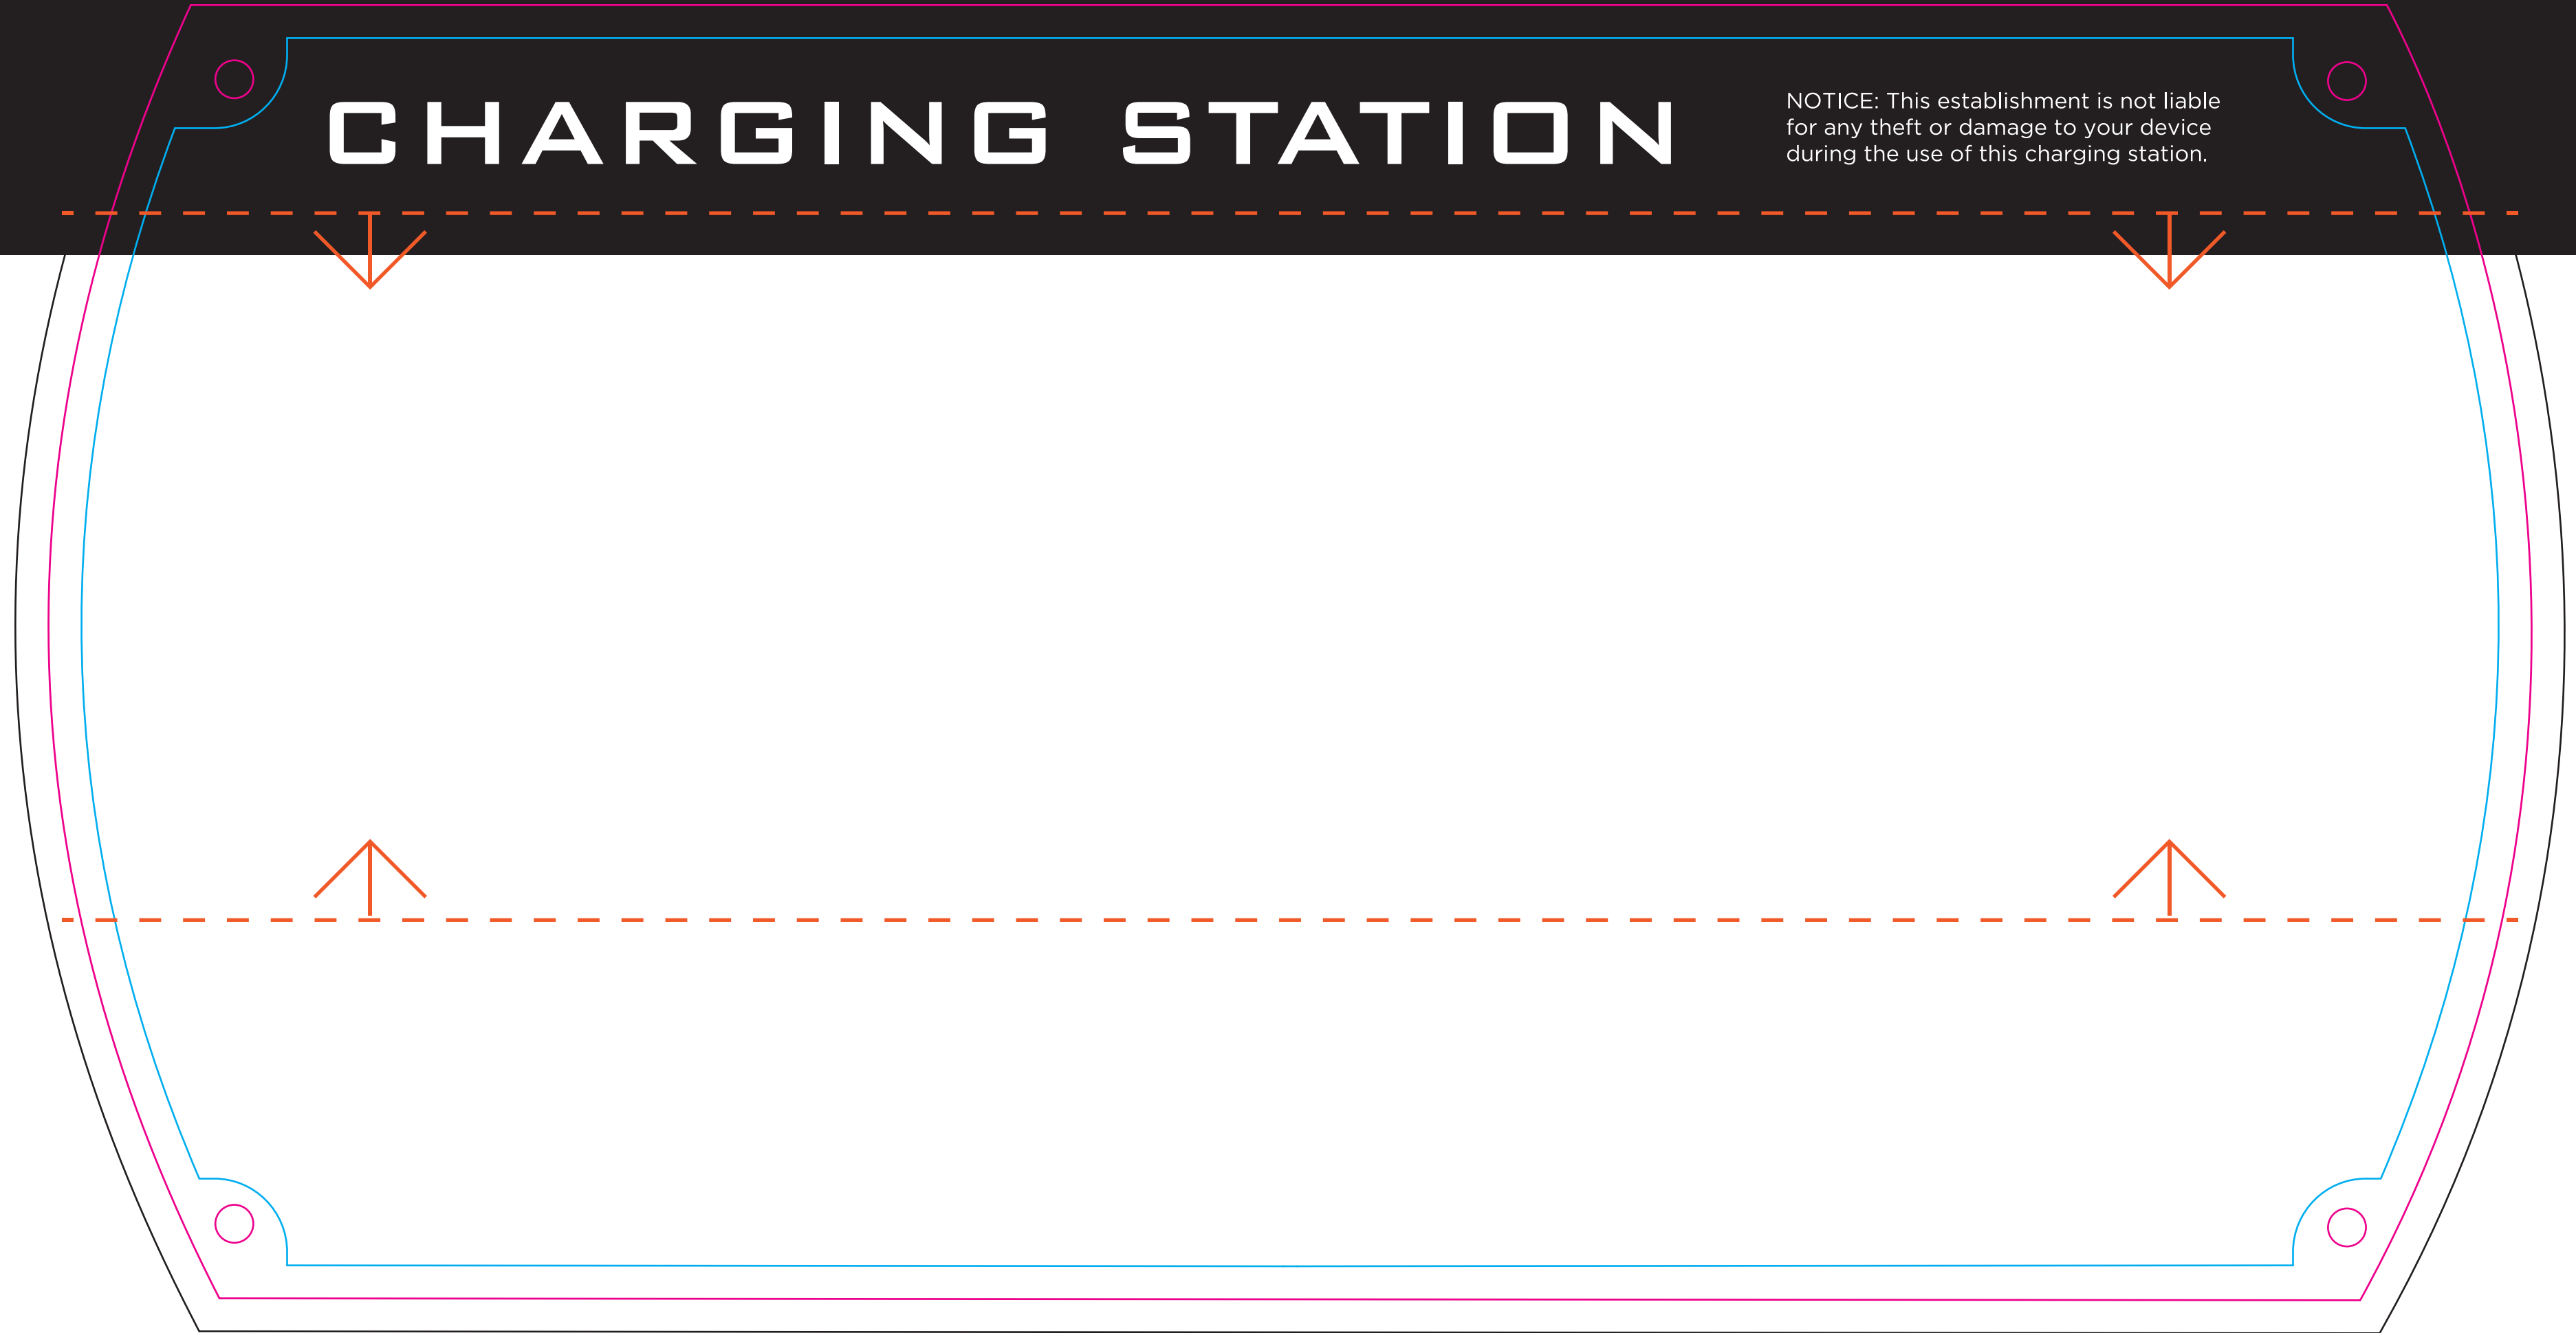 CHARGING STATION
NOTICE: This establishment is not liable
for any theft or damage to your device
during the use of this charging station.